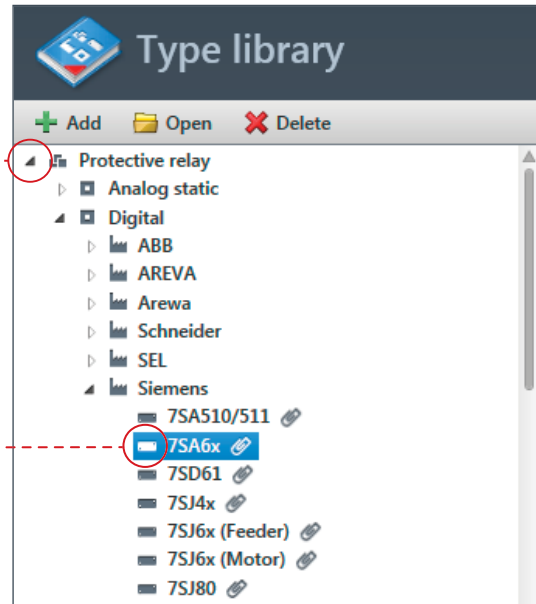 Type library
Add Open Delete
Protective relay
Analog static
Digital
ABB
AREVA
Arewa
Schneider
SEL
Siemens
7SA510/511
7SA6x
7SD61
7SJ4x
7SJ6x (Feeder)
7SJ6x (Motor)
7SJ80